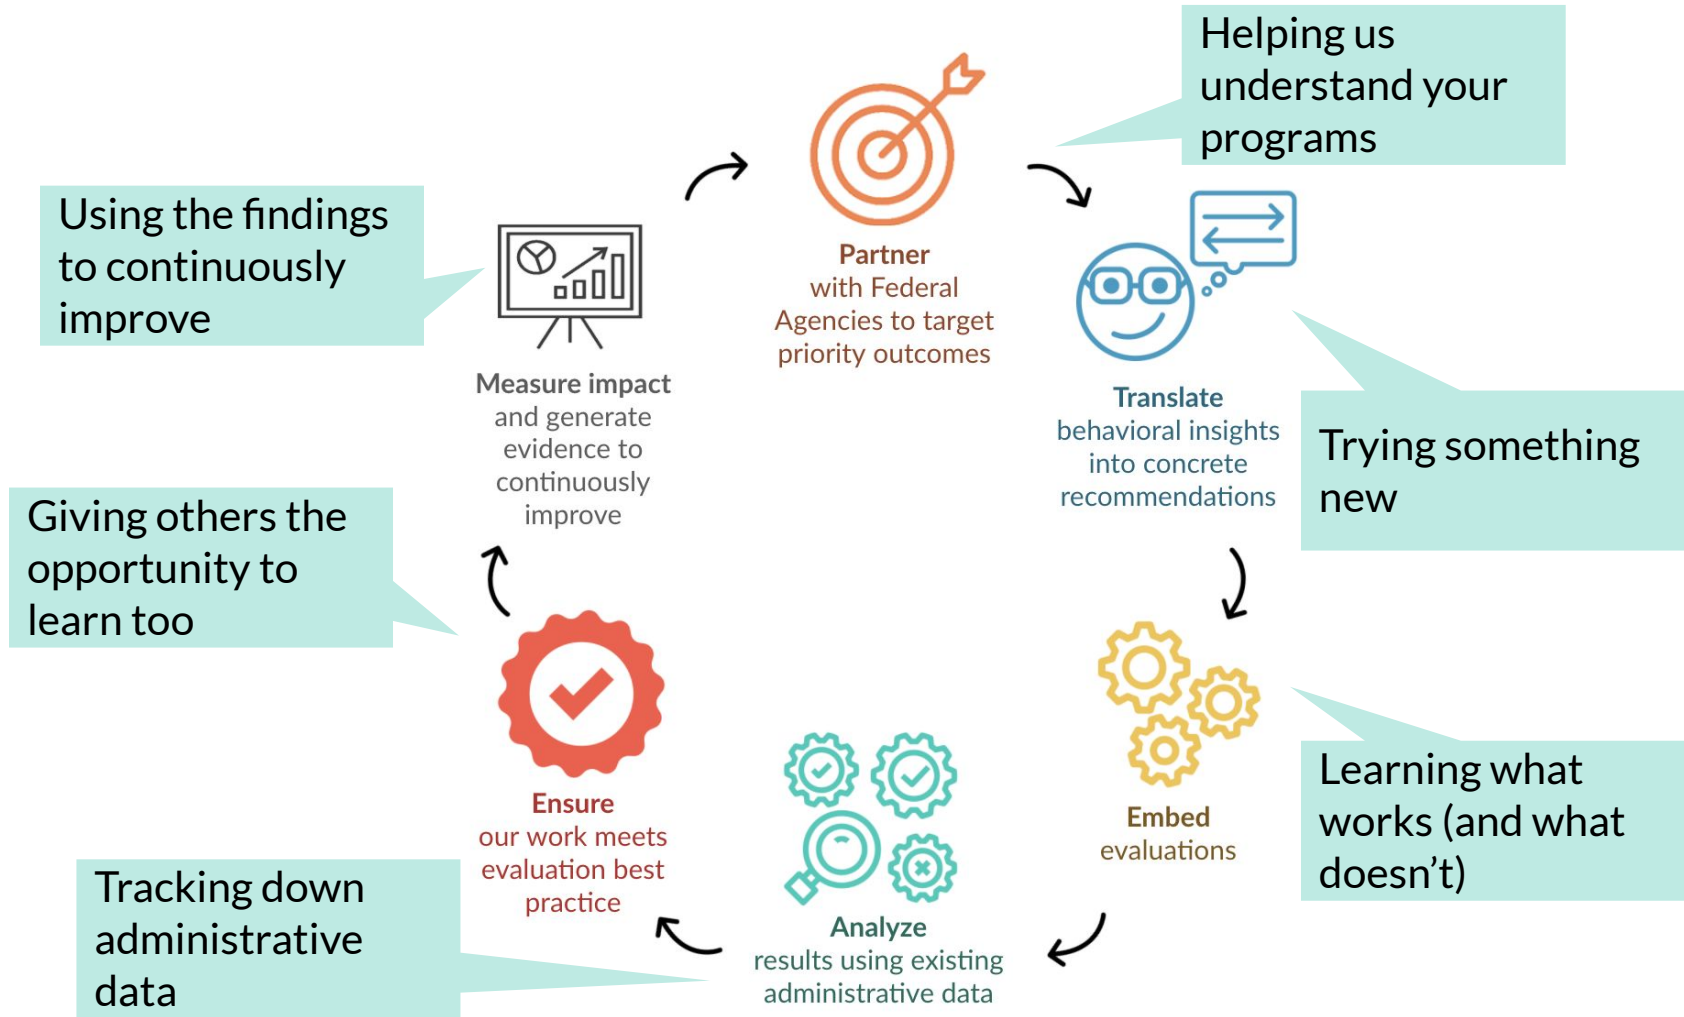 Helping us
understand your
programs
Partner
with Federal
Agencies to target
priority outcomes
Translate
behavioral insights
into concrete
recommendations
Trying something
new
Embed
evaluations
Learning what
works (and what
doesn’t)
Analyze
results using existing
administrative data
Tracking down
administrative
data
Ensure
our work meets
evaluation best
practice
Giving others the
opportunity to
learn too
Measure impact
and generate
evidence to
continuously
improve
Using the findings
to continuously
improve